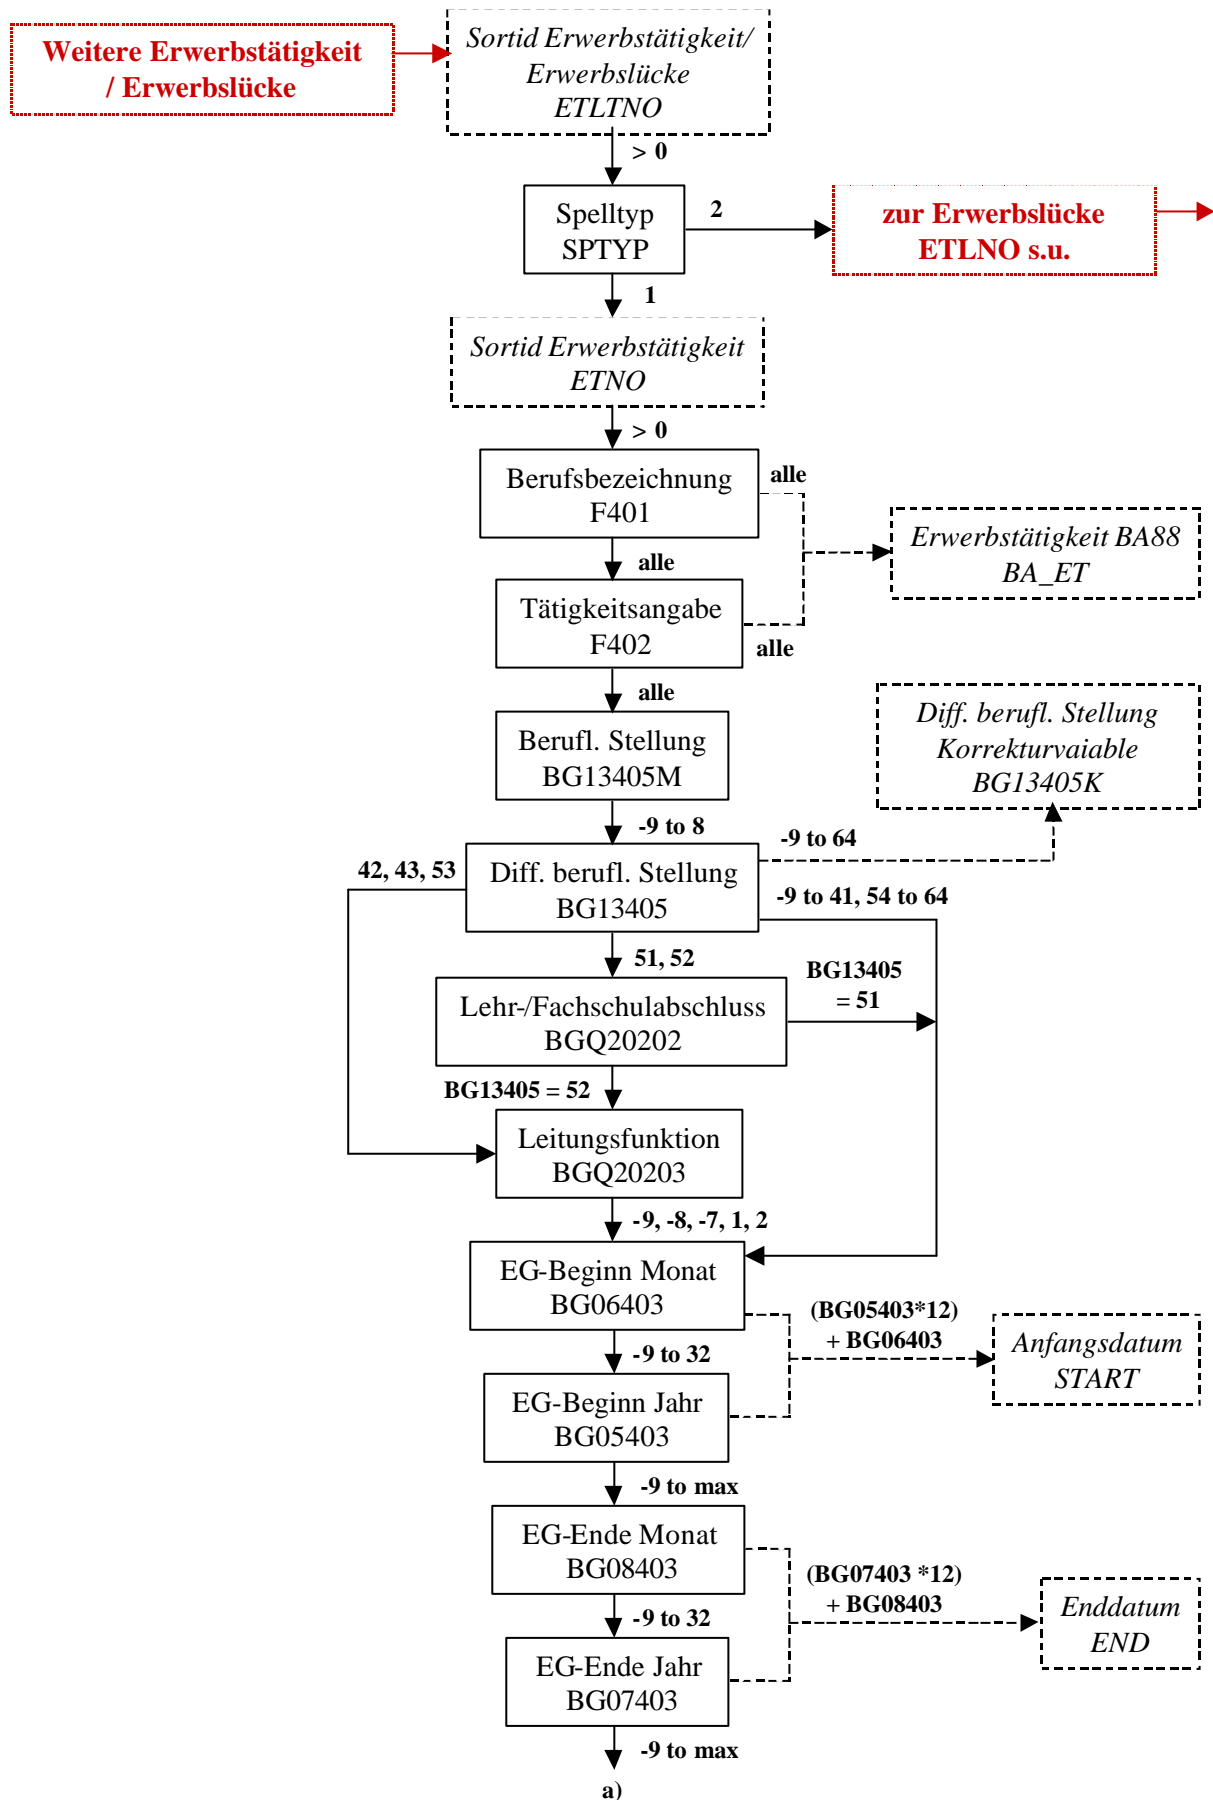 Weitere Erwerbstätigkeit
/ Erwerbslücke
Sortid Erwerbstätigkeit/
Erwerbslücke
ETLTNO
> 0
Spelltyp
SPTYP
2
zur Erwerbslücke
ETLNO s.u.
1
Sortid Erwerbstätigkeit
ETNO
> 0
Berufsbezeichnung
F401
alle
Erwerbstätigkeit BA88
BA_ET
alle
Tätigkeitsangabe
F402
alle
alle
Berufl. Stellung
BG13405M
Diff. berufl. Stellung
Korrekturvaiable
BG13405K
-9 to 8
-9 to 64
42, 43, 53
Diff. berufl. Stellung
BG13405
-9 to 41, 54 to 64
51, 52
BG13405
= 51
Lehr-/Fachschulabschluss
BGQ20202
BG13405 = 52
Leitungsfunktion
BGQ20203
-9, -8, -7, 1, 2
EG-Beginn Monat
BG06403
(BG05403*12)
+ BG06403
Anfangsdatum
START
-9 to 32
EG-Beginn Jahr
BG05403
-9 to max
EG-Ende Monat
BG08403
(BG07403 *12)
+ BG08403
Enddatum
END
-9 to 32
EG-Ende Jahr
BG07403
-9 to max
a)